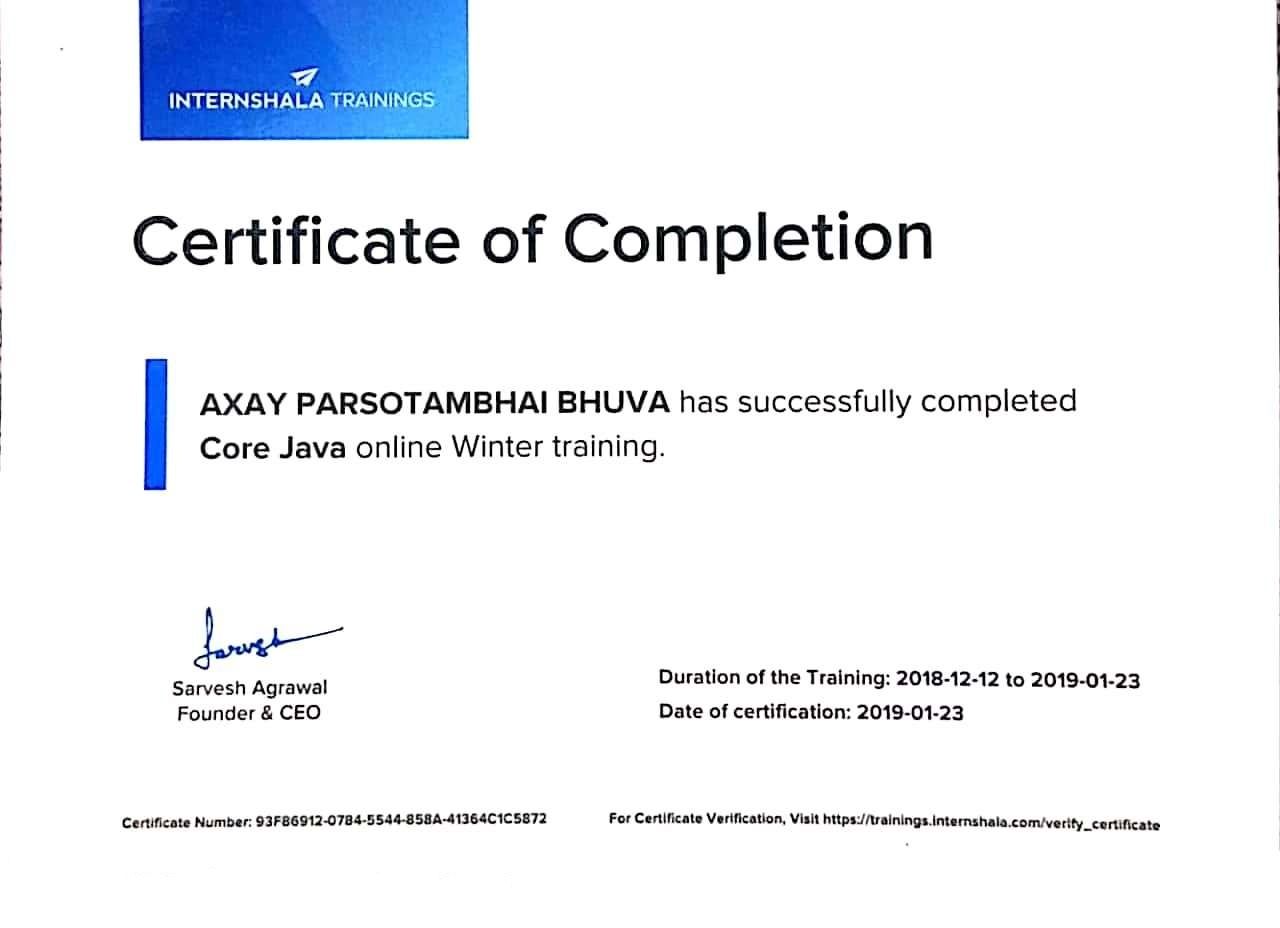 INTERNSHALA TRAININGS
Certificate of Completion
AXAY PARSOTAMBHAI BHUVA has successfully completed
Core Java online Winter training.
Sarvesh
Sarvesh Agrawal
Founder & CEO
Duration of the Training: 2018-12-12 to 2019-01-23
Date of certification: 2019-01-23
Certificate Number: 93F86912-0784-5544-858A-41364C1C5872
For Certificate Verification, Visit https://trainings.internshala.com/verify_certificate